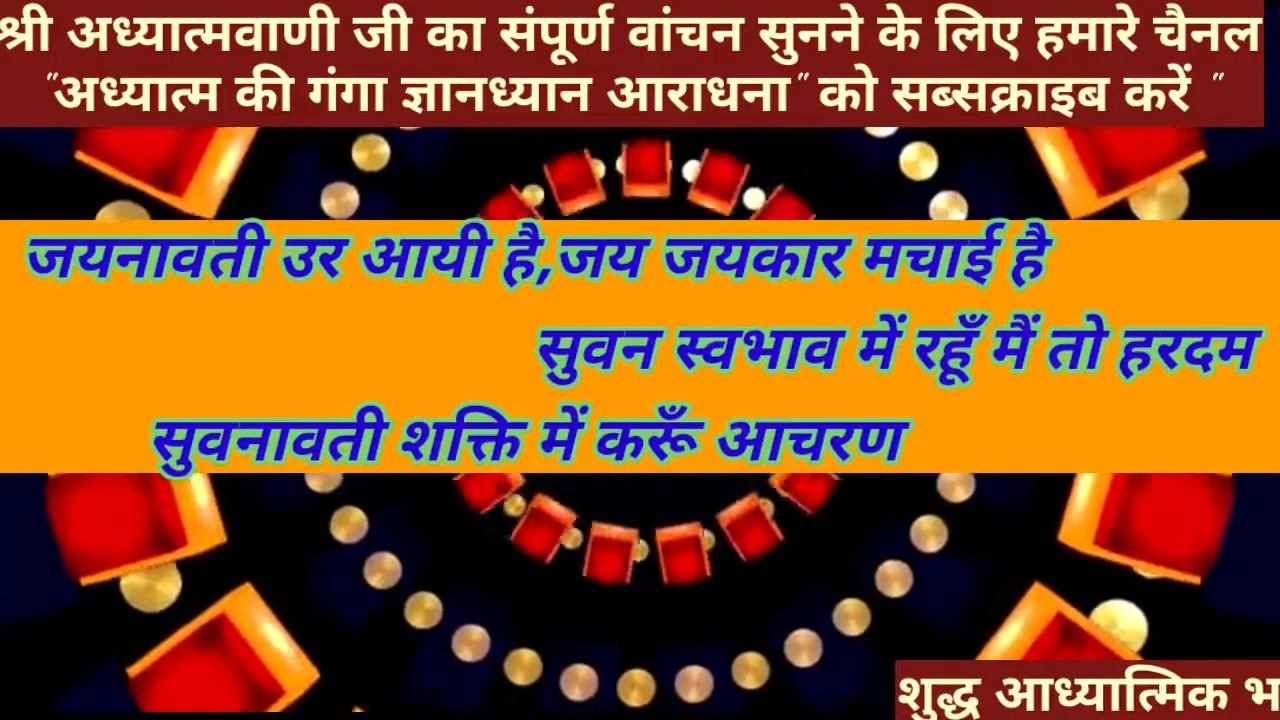 श्री अध्यात्मवाणी जी का संपूर्ण वांचन सुनने के लिए हमारे चैनल
"अध्यात्म की गंगा ज्ञानध्यान आराधना" को सब्सक्राइब करें "
जयनावती उर आयी है,जय जयकार मचाई है
सुवन स्वभाव में रहूँ मैं तो हरदम
सुवनावती शक्ति में करूँ आचरण
शुद्ध आध्यात्मिक भ